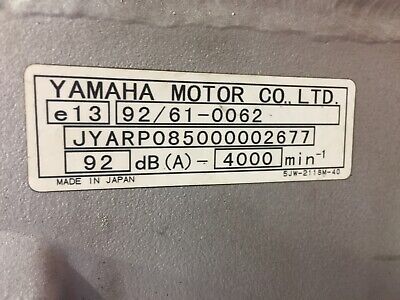 YAMAHA MOTOR CO., LTD.
e13 92/61-0062
JYARP085000002677
92 dB(A)- 4000 min⁻¹
MADE IN JAPAN 5JW-2118M-40